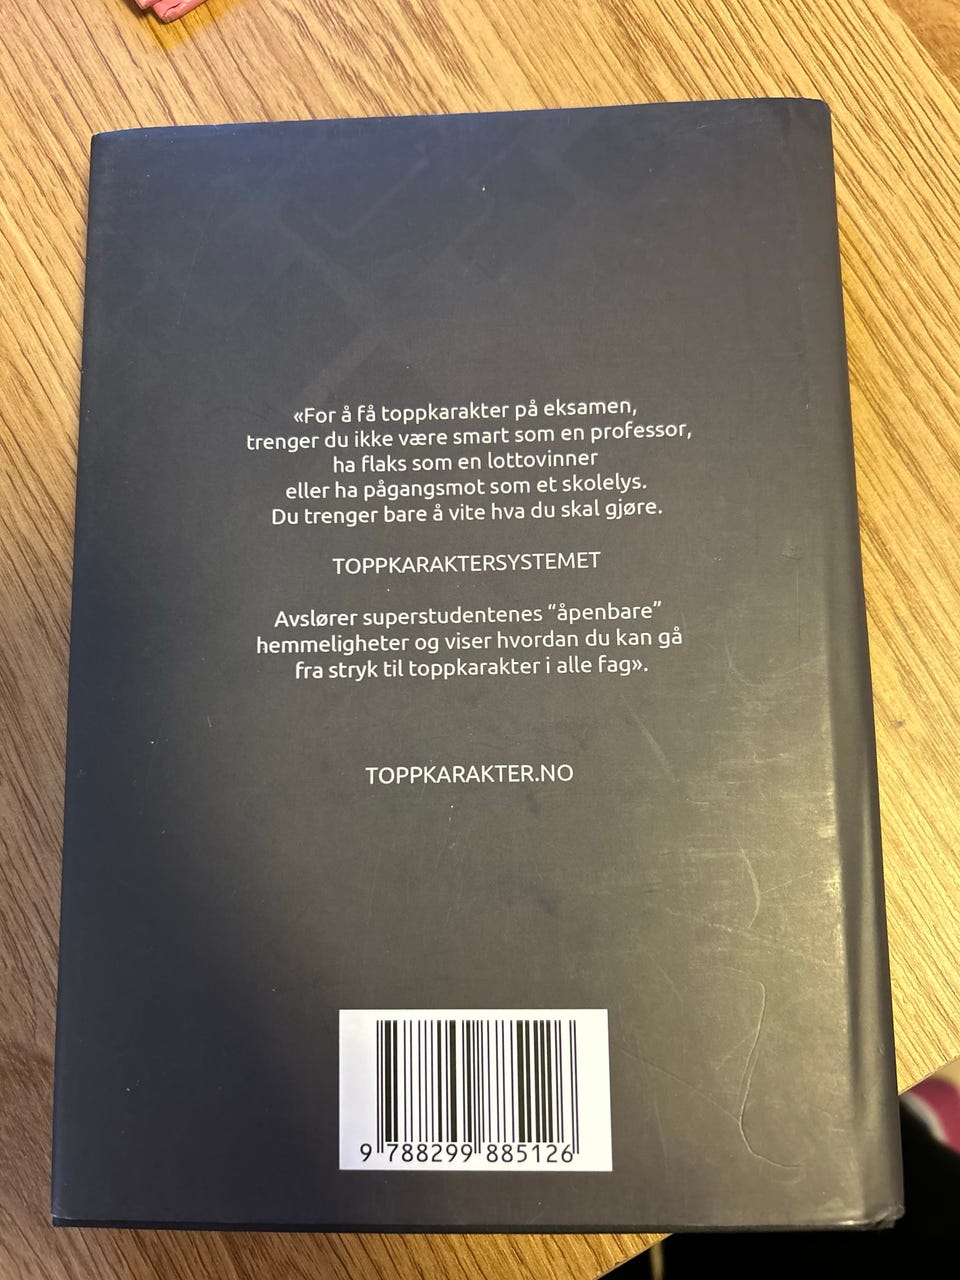 «For å få toppkarakter på eksamen,
trenger du ikke være smart som en professor,
ha flaks som en lottovinner
eller ha pågangsmot som et skolelys.
Du trenger bare å vite hva du skal gjøre.
TOPPKARAKTERSYSTEMET
Avslører superstudentenes “åpenbare”
hemmeligheter og viser hvordan du kan gå
fra stryk til toppkarakter i alle fag».
TOPPKARAKTER.NO
9 788299 885126